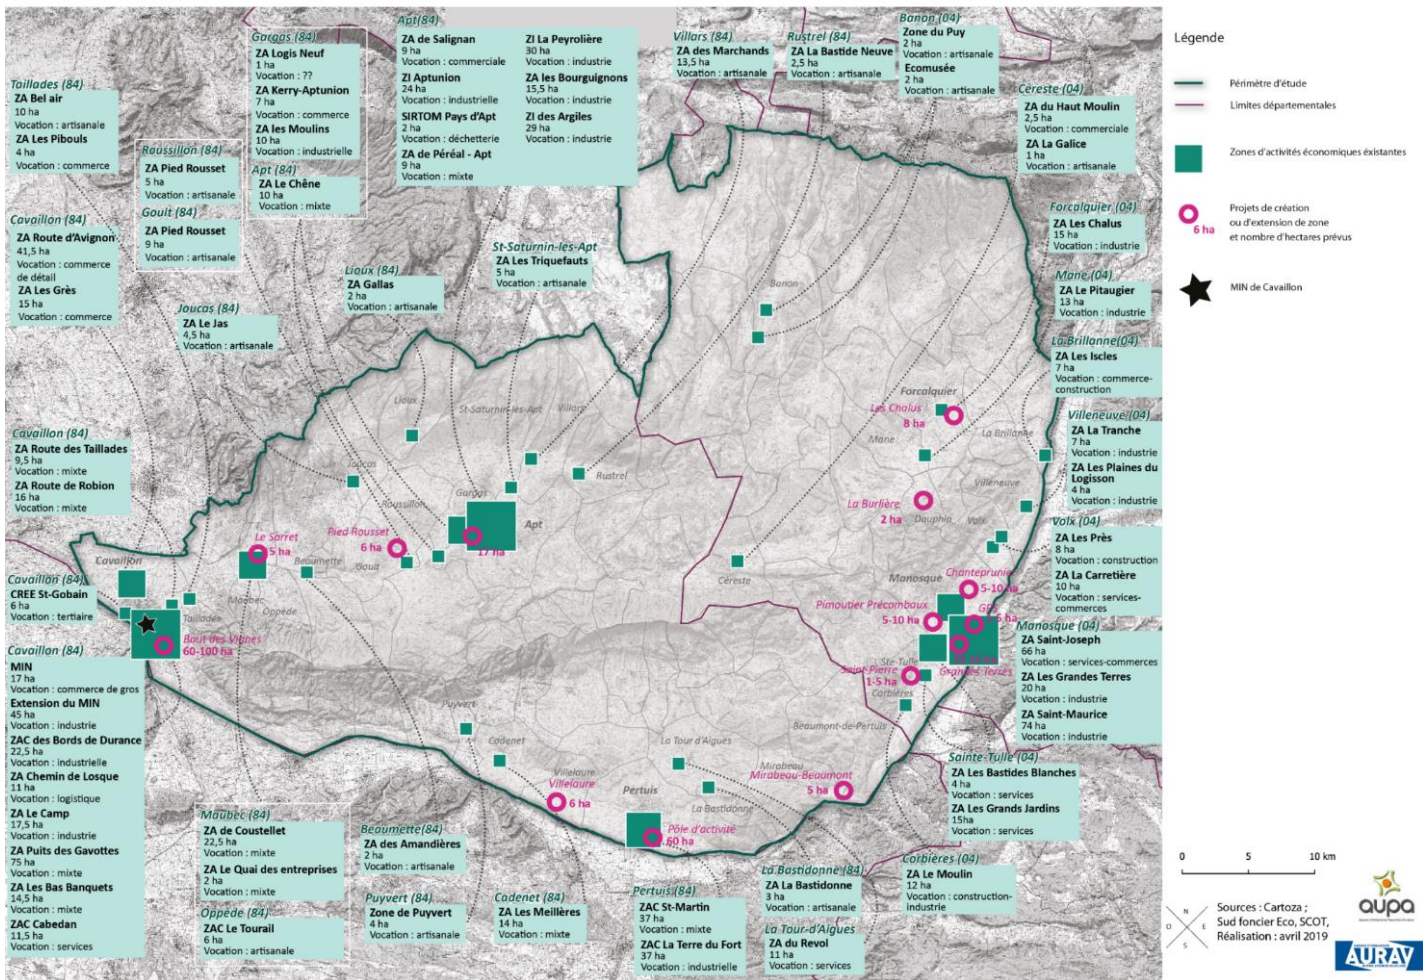 Taillades (84)
ZA Bel air
10 ha
Vocation : artisanale
ZA Les Pibouls
4 ha
Vocation : commerce
Cavaillon (84)
ZA Route d'Avignon
41,5 ha
Vocation : commerce
de détail
ZA Les Grès
15 ha
Vocation : commerce
Cavaillon (84)
ZA Route des Taillades
9,5 ha
Vocation : mixte
ZA Route de Robion
16 ha
Vocation : mixte
Cavaillon (84)
CREE St-Gobain
6 ha
Vocation : tertiaire
Cavaillon (84)
MIN
17 ha
Vocation : commerce de gros
Extension du MIN
45 ha
Vocation : industrie
ZAC des Bords de Durance
22,5 ha
Vocation : industrielle
ZA Chemin de Losque
11 ha
Vocation : logistique
ZA Le Camp
17,5 ha
Vocation : industrie
ZA Puits des Gavottes
75 ha
Vocation : mixte
ZA Les Bas Banquets
14,5 ha
Vocation : mixte
ZAC Cabedan
11,5 ha
Vocation : services
Roussillon (84)
ZA Pied Rousset
5 ha
Vocation : artisanale
Goult (84)
ZA Pied Rousset
9 ha
Vocation : artisanale
Joucas (84)
ZA Le Jas
4,5 ha
Vocation : artisanale
Gargas (84)
ZA Logis Neuf
1 ha
Vocation : ??
ZA Kerry-Aptunion
7 ha
Vocation : commerce
ZA les Moulins
10 ha
Vocation : industrielle
Apt (84)
ZA Le Chêne
10 ha
Vocation : mixte
Lioux (84)
ZA Gallas
2 ha
Vocation : artisanale
Apt(84)
ZA de Salignan
9 ha
Vocation : commerciale
ZI Aptunion
24 ha
Vocation : industrielle
SIRTOM Pays d'Apt
2 ha
Vocation : déchetterie
ZA de Péréal - Apt
9 ha
Vocation : mixte
ZI La Peyrolière
30 ha
Vocation : industrie
ZA les Bourguignons
15,5 ha
Vocation : industrie
ZI des Argiles
29 ha
Vocation : industrie
St-Saturnin-les-Apt
ZA Les Triquefauts
5 ha
Vocation : artisanale
Villars (84)
ZA des Marchands
13,5 ha
Vocation : artisanale
Rustrel (84)
ZA La Bastide Neuve
2,5 ha
Vocation : artisanale
Banon (04)
Zone du Puy
2 ha
Vocation : artisanale
Ecomusée
2 ha
Vocation : artisanale
Céreste (04)
ZA du Haut Moulin
2,5 ha
Vocation : commerciale
ZA La Galice
1 ha
Vocation : artisanale
Forcalquier (04)
ZA Les Chalus
15 ha
Vocation : industrie
Mane (04)
ZA Le Pitaugier
13 ha
Vocation : industrie
La Brillanne(04)
ZA Les Iscles
7 ha
Vocation : commerce-
construction
Villeneuve (04)
ZA La Tranche
7 ha
Vocation : industrie
ZA Les Plaines du
Logisson
4 ha
Vocation : industrie
Volx (04)
ZA Les Près
8 ha
Vocation : construction
ZA La Carretière
10 ha
Vocation : services-
commerces
Manosque (04)
ZA Saint-Joseph
66 ha
Vocation : services-commerces
ZA Les Grandes Terres
20 ha
Vocation : industrie
ZA Saint-Maurice
74 ha
Vocation : industrie
Sainte-Tulle (04)
ZA Les Bastides Blanches
4 ha
Vocation : services
ZA Les Grands Jardins
15ha
Vocation : services
Corbières (04)
ZA Le Moulin
12 ha
Vocation : construction-
industrie
La Bastidonne (84)
ZA La Bastidonne
3 ha
Vocation : artisanale
La Tour-d'Aigues
ZA du Revol
11 ha
Vocation : services
Pertuis (84)
ZAC St-Martin
37 ha
Vocation : mixte
ZAC La Terre du Fort
37 ha
Vocation : industrielle
Cadenet (84)
ZA Les Meillères
14 ha
Vocation : mixte
Beaumette(84)
ZA des Amandières
2 ha
Vocation : artisanale
Puyvert (84)
Zone de Puyvert
4 ha
Vocation : artisanale
Maubec (84)
ZA de Coustellet
22,5 ha
Vocation : mixte
ZA Le Quai des entreprises
2 ha
Vocation : mixte
Oppède (84)
ZAC Le Tourail
6 ha
Vocation : artisanale
Banon
Lioux
St-Saturnin-les-Apt
Villars
Joucas
Rustrel
Roussillon
Gargas
Apt
17 ha
Pied Rousset
6 ha
Goult
Le Sarret
5 ha
Beaumette
Maubec
Oppède
Cavaillon
Taillades
Bout des Vignes
60-100 ha
Forcalquier
Les Chalus
8 ha
Mane
La Brillanne
Villeneuve
La Burlière
2 ha
Dauphin
Volx
Céreste
Manosque
Chanteprunier
5-10 ha
Pimoutier Précombaux
5-10 ha
Grandes Terres
Ste-Tulle
Saint-Pierre
1-5 ha
Corbières
Beaumont-de-Pertuis
Puyvert
Cadenet
La Tour d'Aigues
Mirabeau
Mirabeau-Beaumont
5 ha
Villelaure
Villelaure
6 ha
Pertuis
La Bastidonne
Pôle d'activité
60 ha
Légende
Périmètre d'étude
Limites départementales
Zones d'activités économiques éxistantes
6 ha
Projets de création
ou d'extension de zone
et nombre d'hectares prévus
MIN de Cavaillon
0 5 10 km
N
O E
S
Sources : Cartoza ;
Sud foncier Eco, SCOT,
Réalisation : avril 2019
aupa
AURAV